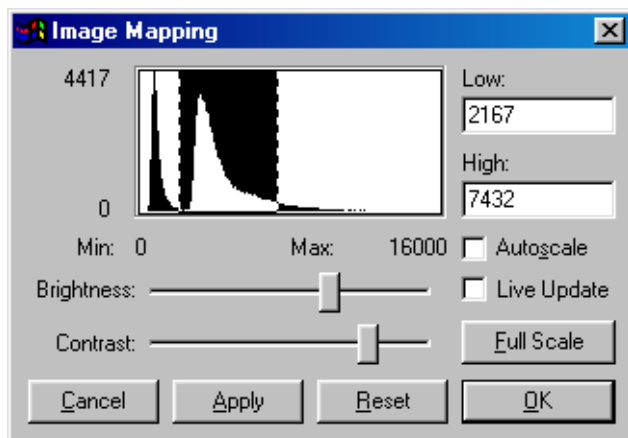 Image Mapping
4417
0
Low:
2167
High:
7432
Min: 0 Max: 16000
Autoscale
Brightness:
Live Update
Contrast:
Full Scale
Cancel Apply Reset OK